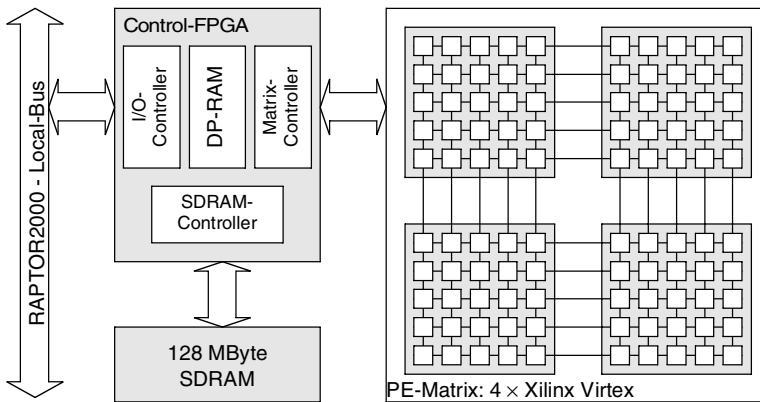 RAPTOR2000 - Local-Bus
Control-FPGA
I/O-
Controller
DP-RAM
Matrix-
Controller
SDRAM-
Controller
128 MByte
SDRAM
PE-Matrix: 4 × Xilinx Virtex